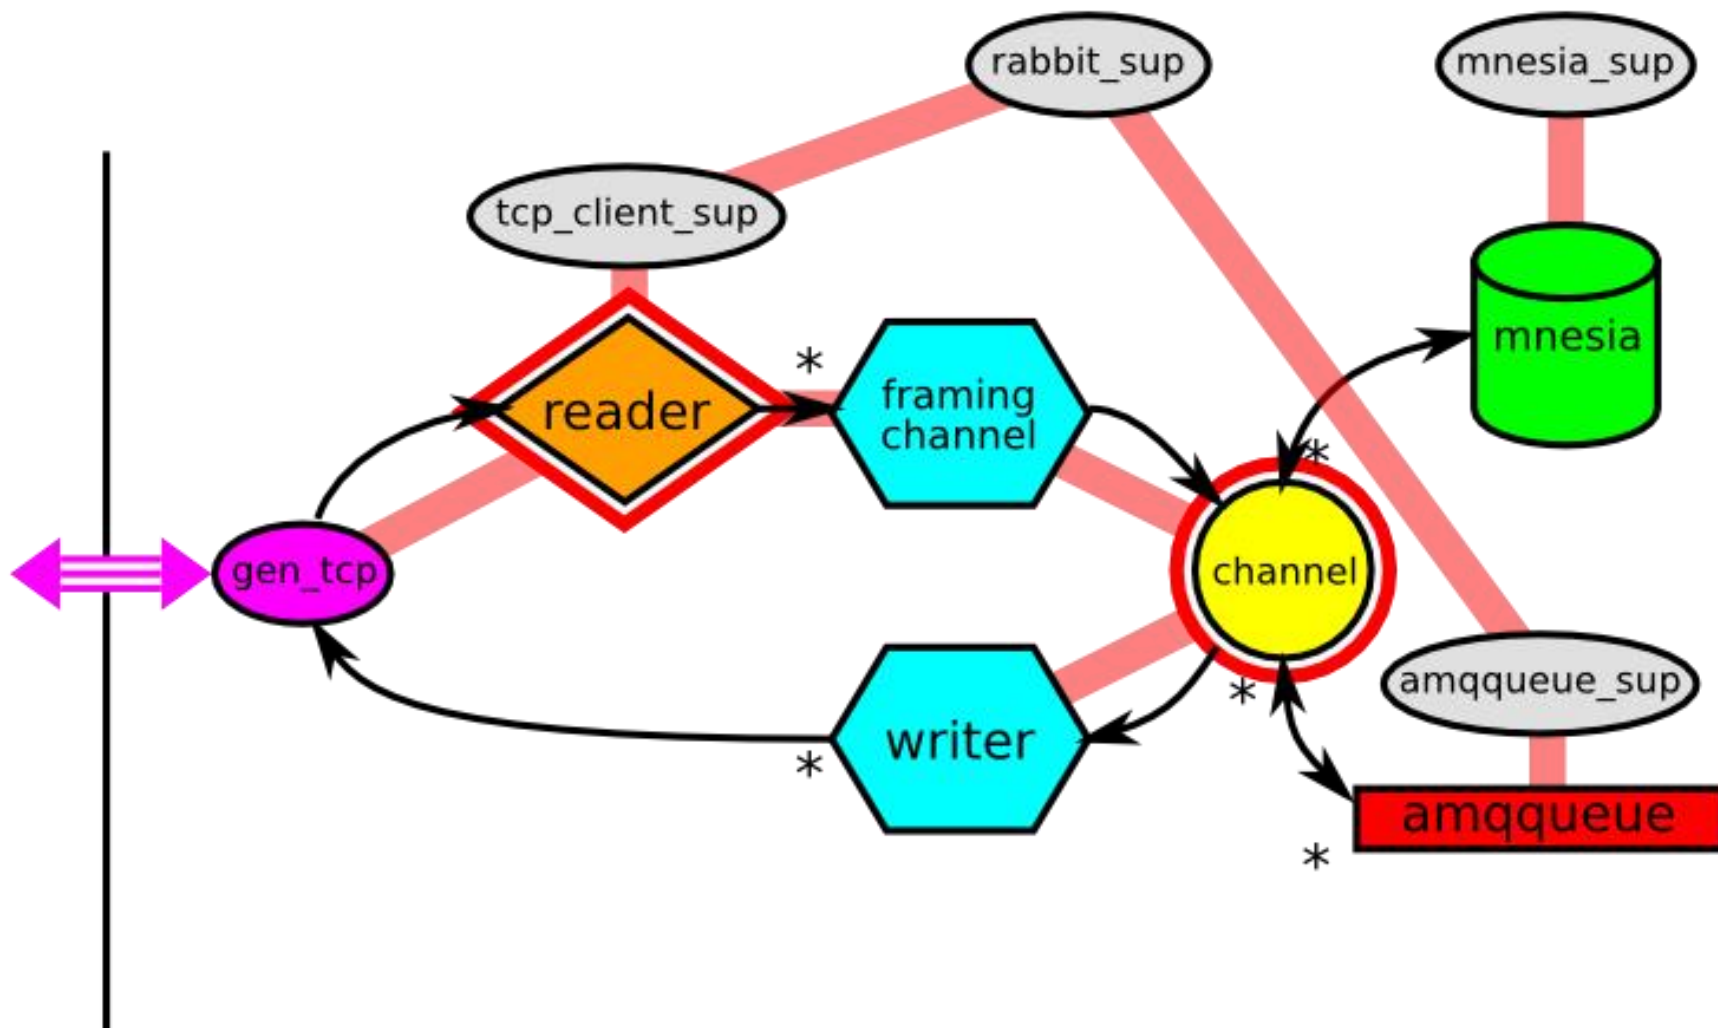 rabbit_sup
mnesia_sup
tcp_client_sup
mnesia
*
framing
channel
reader
*
gen_tcp
channel
amqqueue_sup
*
writer
*
amqqueue
*